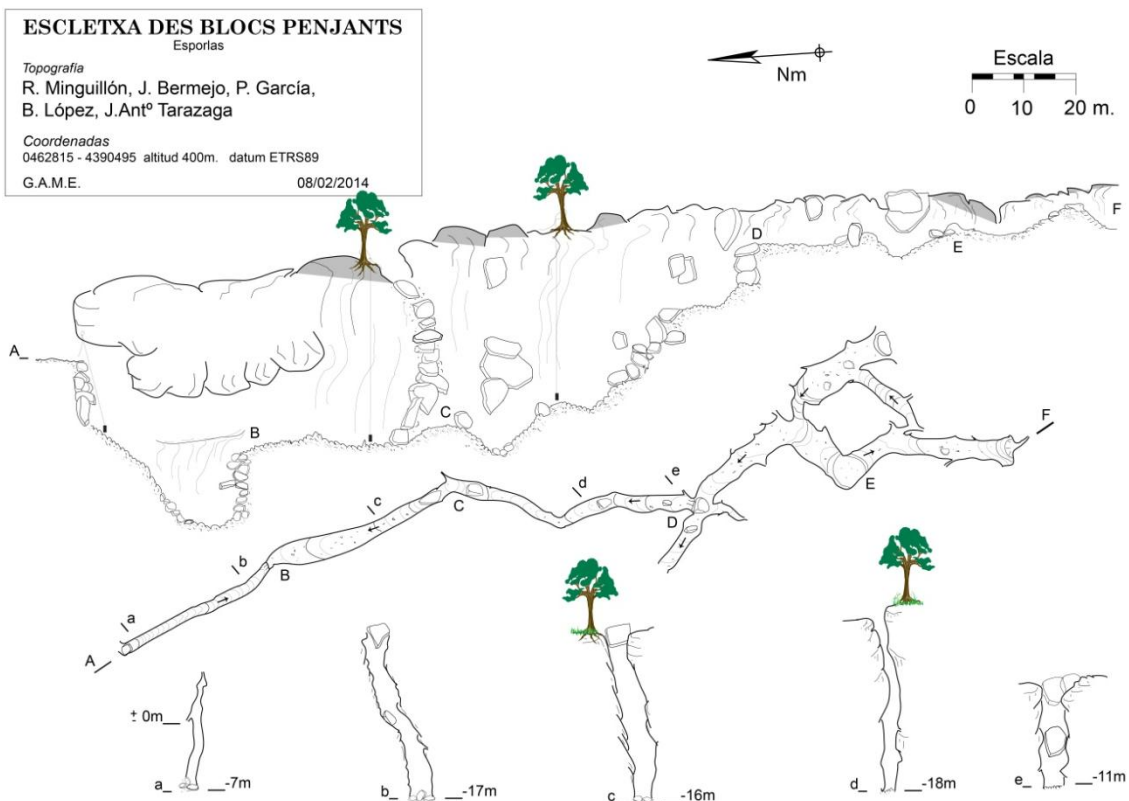 ESCLETXA DES BLOCS PENJANTS
Esporlas
Topografía
R. Minguillón, J. Bermejo, P. García,
B. López, J.Antº Tarazaga
Coordenadas
0462815 - 4390495 altitud 400m. datum ETRS89
G.A.M.E. 08/02/2014
Nm
Escala
0 10 20 m.
A
B
C
D
E
F
A
a
b
B
c
C
d
e
D
E
F
± 0m
a -7m
b -17m
c -16m
d -18m
e -11m